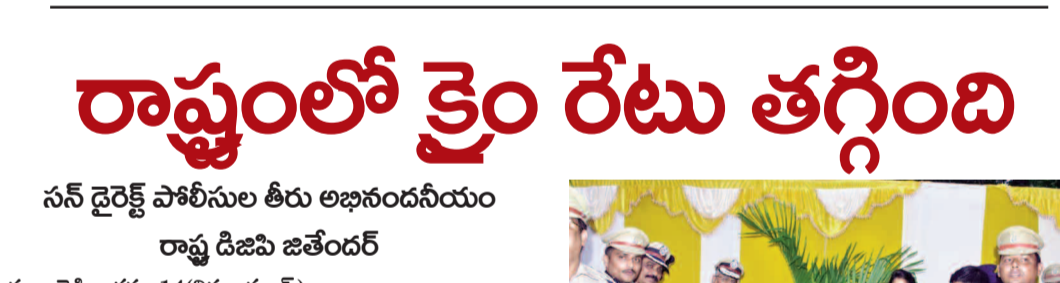 రాష్ట్రంలో క్రైం రేటు తగ్గింది
సన్ డైరెక్ట్ పోలీసుల తీరు అభినందనీయం
రాష్ట్ర డిజిపి జితేందర్